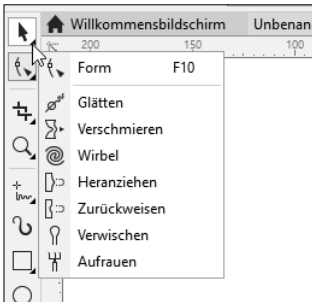 Willkommensbildschirm Unbenan
200 150 100
Form F10
Glätten
Verschmieren
Wirbel
Heranziehen
Zurückweisen
Verwischen
Aufrauen